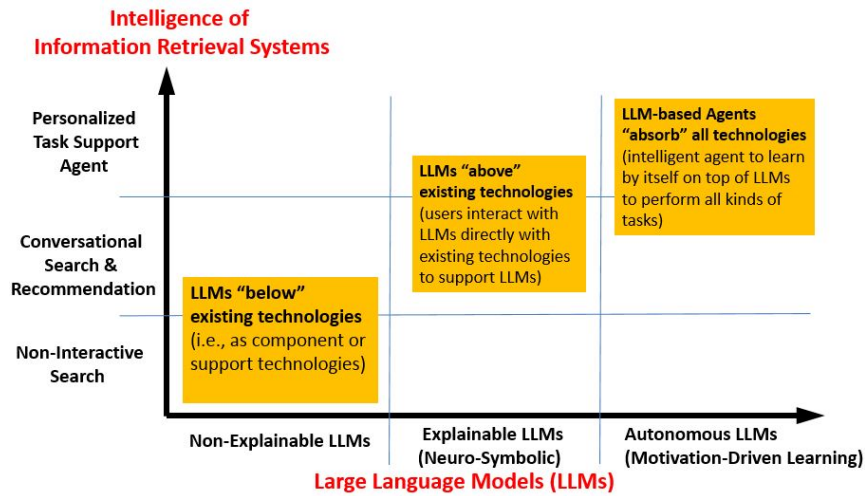 Intelligence of
Information Retrieval Systems
Personalized
Task Support
Agent
LLM-based Agents
“absorb” all technologies
(intelligent agent to learn
by itself on top of LLMs
to perform all kinds of
tasks)
LLMs “above”
existing technologies
(users interact with
LLMs directly with
existing technologies
to support LLMs)
Conversational
Search &
Recommendation
LLMs “below”
existing technologies
(i.e., as component or
support technologies)
Non-Interactive
Search
Non-Explainable LLMs
Explainable LLMs
(Neuro-Symbolic)
Autonomous LLMs
(Motivation-Driven Learning)
Large Language Models (LLMs)